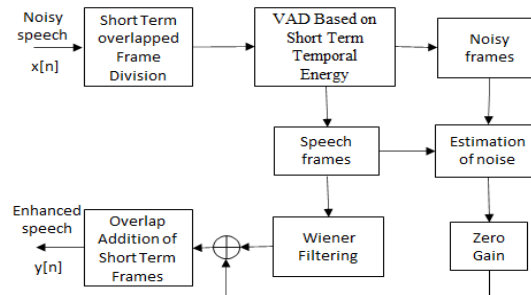 Noisy
speech
x[n]
Short Term
overlapped
Frame
Division
VAD Based on
Short Term
Temporal
Energy
Noisy
frames
Speech
frames
Estimation
of noise
Enhanced
speech
y[n]
Overlap
Addition of
Short Term
Frames
Wiener
Filtering
Zero
Gain